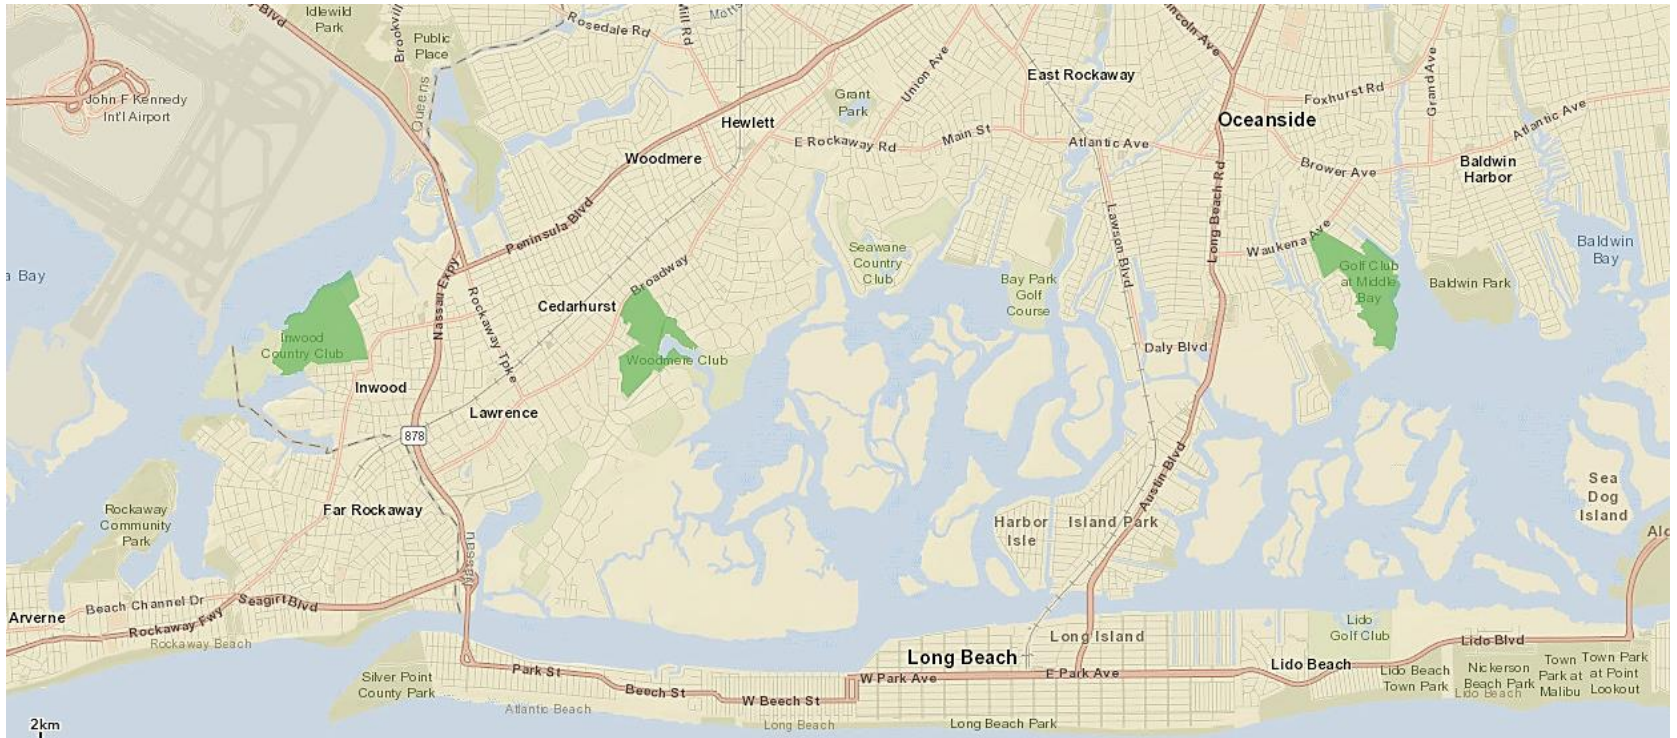 Blvd
Idlewild
Park
Brookvill
Public
Place
Rosedale Rd
Mill Rd
Motts
Lincoln Ave
Queens
John F Kennedy
Int'l Airport
Grant
Park
Union Ave
East Rockaway
Foxhurst Rd
Grand Ave
Atlantic Ave
Hewlett
Oceanside
Woodmere
E Rockaway Rd
Main St
Atlantic Ave
Brower Ave
Baldwin
Harbor
Peninsula Blvd
Lawson Blvd
Long Beach Rd
Waukena Ave
a Bay
Seawane
Country
Club
Bay Park
Golf
Course
Golf Club
at Middle
Bay
Baldwin Park
Baldwin
Bay
Nassau Expy
Rockaway Tpke
Broadway
Cedarhurst
Inwood
Country Club
Woodmere Club
Daly Blvd
Inwood
Lawrence
878
Austin Blvd
Rockaway
Community
Park
Far Rockaway
Nassau
Harbor
Isle
Island Park
Sea
Dog
Island
Arverne
Beach Channel Dr
Seagirt Blvd
Rockaway Fwy
Rockaway Beach
Long Island
Lido
Golf Club
Lido Blvd
Silver Point
County Park
Park St
Beech St
W Beech St
Atlantic Beach
Long Beach
W Park Ave
E Park Ave
Lido Beach
Lido Beach
Town Park
Nickerson
Beach Park
Lido Beach
Town
Park at
Malibu
Town Park
at Point
Lookout
Long Beach
Long Beach Park
2km